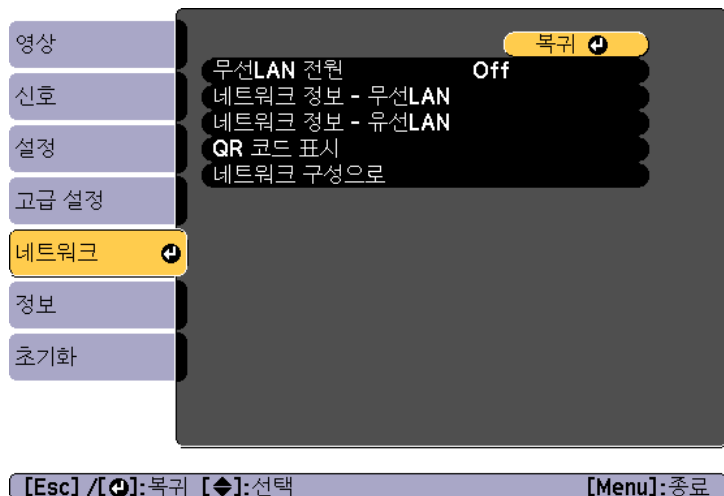 영상
신호
설정
고급 설정
네트워크
정보
초기화
복귀
무선LAN 전원 Off
네트워크 정보 - 무선LAN
네트워크 정보 - 유선LAN
QR 코드 표시
네트워크 구성으로
[Esc] /[⏎]:복귀 [◆]:선택 [Menu]:종료